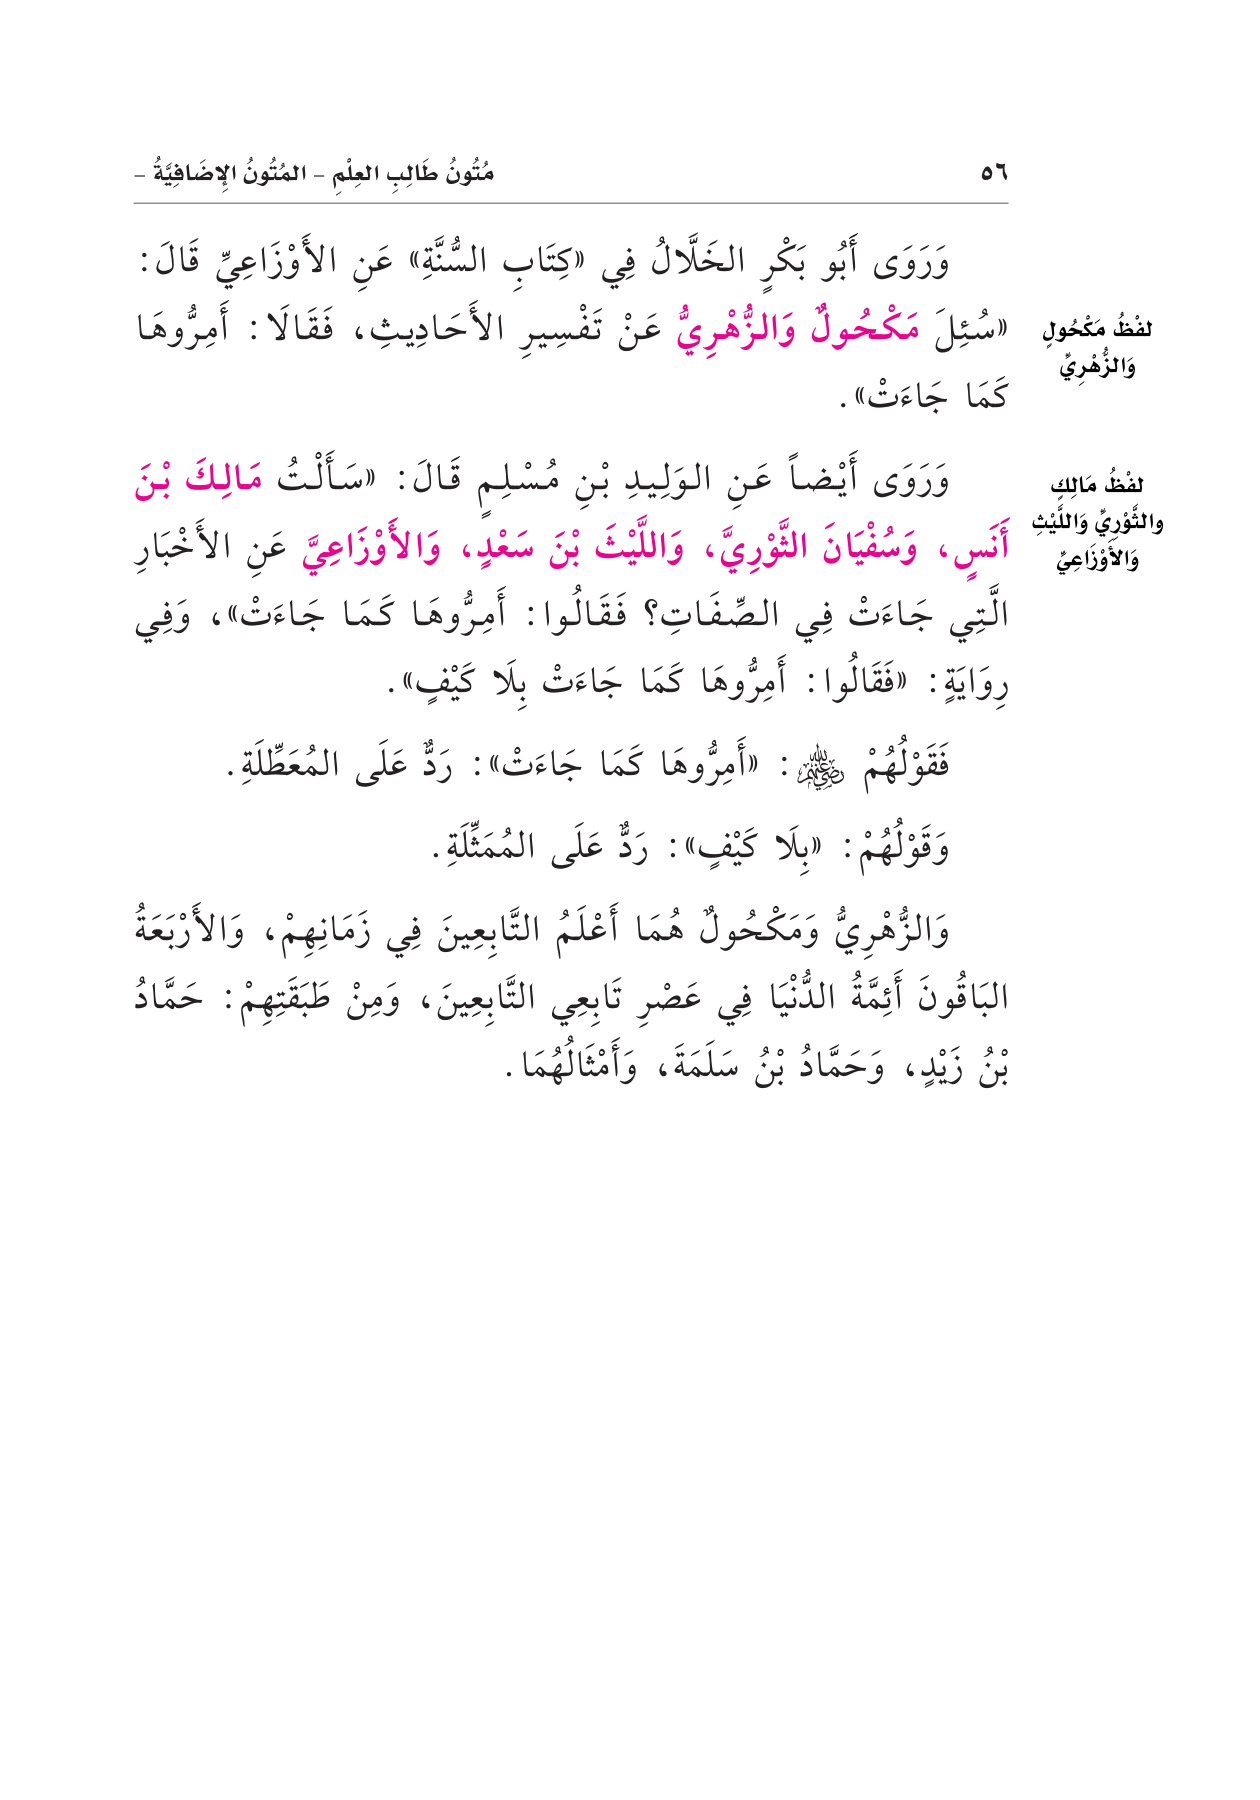 ٥٦
مُتُونُ طَالِبِ العِلْمِ – المُتُونُ الإِضَافِيَّةُ –
وَرَوَى أَبُو بَكْرٍ الخَلَّالُ فِي «كِتَابِ السُّنَّةِ» عَنِ الأَوْزَاعِيِّ قَالَ:
«سُئِلَ مَكْحُولٌ وَالزُّهْرِيُّ عَنْ تَفْسِيرِ الأَحَادِيثِ، فَقَالَا: أَمِرُّوهَا
كَمَا جَاءَتْ».
لفْظُ مَكْحُولٍ
وَالزُّهْرِيِّ
وَرَوَى أَيْضاً عَنِ الوَلِيدِ بْنِ مُسْلِمٍ قَالَ: «سَأَلْتُ مَالِكَ بْنَ
أَنَسٍ، وَسُفْيَانَ الثَّوْرِيَّ، وَاللَّيْثَ بْنَ سَعْدٍ، وَالأَوْزَاعِيَّ عَنِ الأَخْبَارِ
الَّتِي جَاءَتْ فِي الصِّفَاتِ؟ فَقَالُوا: أَمِرُّوهَا كَمَا جَاءَتْ»، وَفِي
رِوَايَةٍ: «فَقَالُوا: أَمِرُّوهَا كَمَا جَاءَتْ بِلَا كَيْفٍ».
لفْظُ مَالِكٍ
والثَّوْرِيِّ وَاللَّيْثِ
وَالأَوْزَاعِيِّ
فَقَوْلُهُمْ رضي الله عنهم: «أَمِرُّوهَا كَمَا جَاءَتْ»: رَدٌّ عَلَى المُعَطِّلَةِ.
وَقَوْلُهُمْ: «بِلَا كَيْفٍ»: رَدٌّ عَلَى المُمَثِّلَةِ.
وَالزُّهْرِيُّ وَمَكْحُولٌ هُمَا أَعْلَمُ التَّابِعِينَ فِي زَمَانِهِمْ، وَالأَرْبَعَةُ
البَاقُونَ أَئِمَّةُ الدُّنْيَا فِي عَصْرِ تَابِعِي التَّابِعِينَ، وَمِنْ طَبَقَتِهِمْ: حَمَّادُ
بْنُ زَيْدٍ، وَحَمَّادُ بْنُ سَلَمَةَ، وَأَمْثَالُهُمَا.